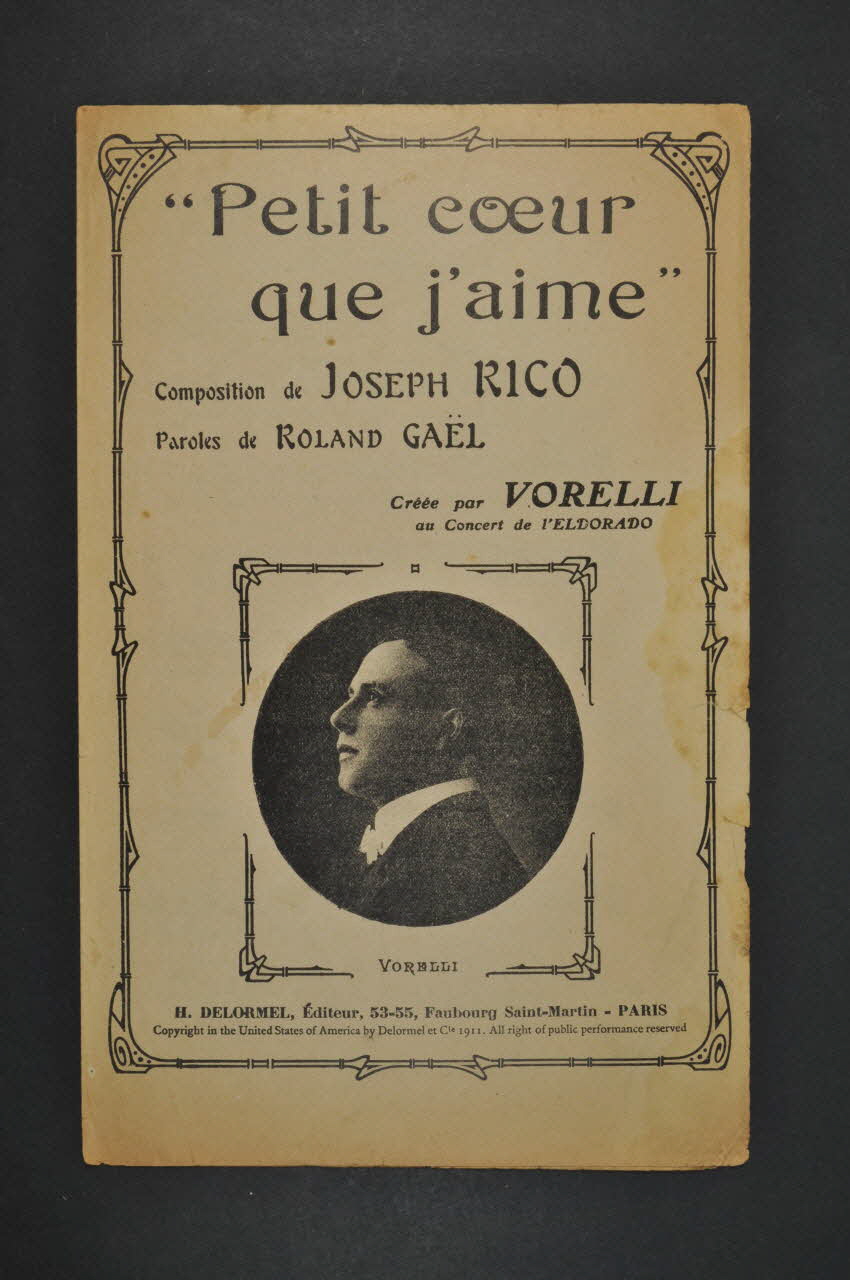 “Petit cœur
que j’aime”
Composition de JOSEPH RICO
Paroles de ROLAND GAËL
Créée par VORELLI
au Concert de l’ELDORADO
VORELLI
H. DELORMEL, Éditeur, 53-55, Faubourg Saint-Martin - PARIS
Copyright in the United States of America by Delormel et Cie 1911. All right of public performance reserved